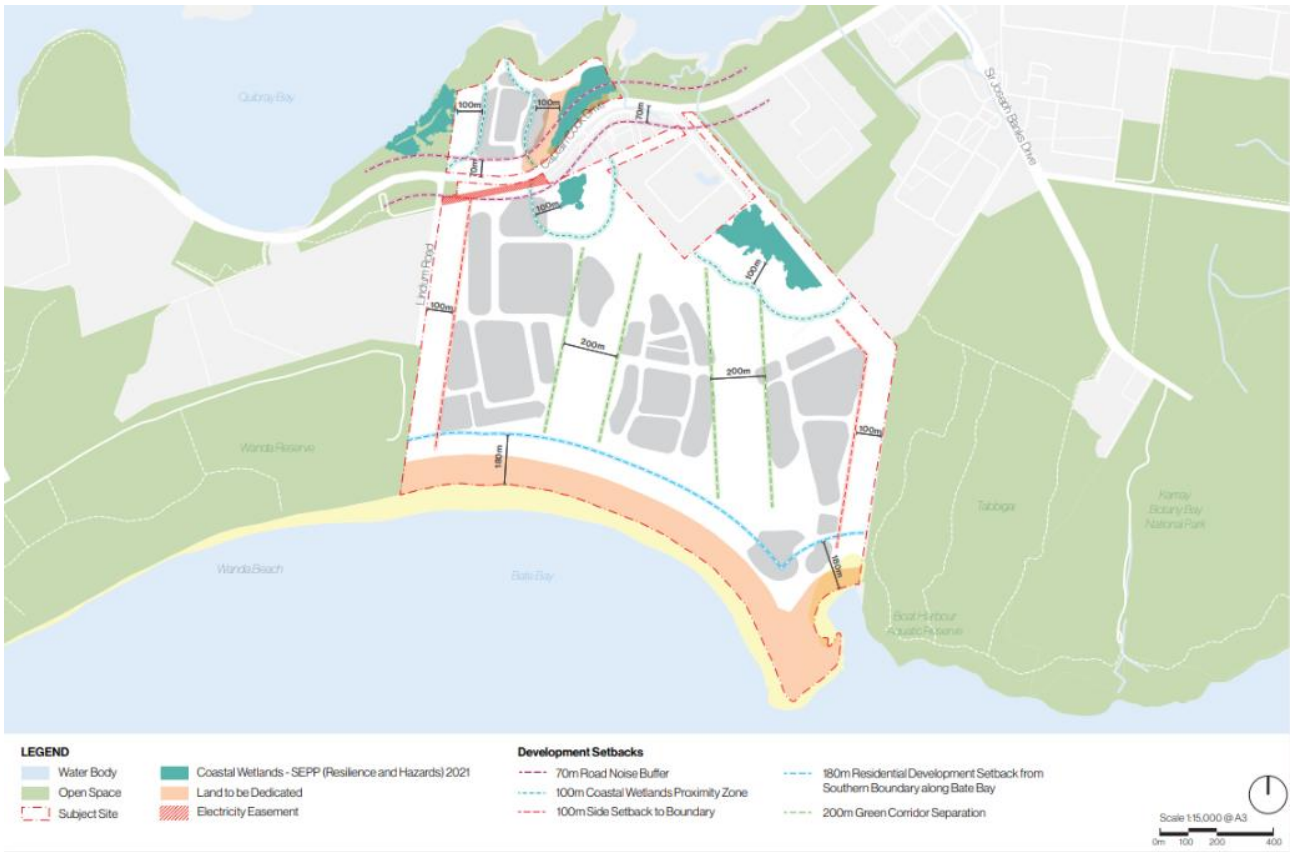 Quibray Bay
Sir Joseph Banks Drive
100m
100m
Captain Cook Drive
70m
70m
100m
Lindum Road
100m
100m
200m
200m
100m
Wanda Reserve
180m
Tabbigai
Kamay
Botany Bay
National Park
180m
Wanda Beach
Bate Bay
Boat Harbour
Aquatic Reserve
LEGEND
Water Body
Open Space
Subject Site
Coastal Wetlands - SEPP (Resilience and Hazards) 2021
Land to be Dedicated
Electricity Easement
Development Setbacks
70m Road Noise Buffer
100m Coastal Wetlands Proximity Zone
100m Side Setback to Boundary
180m Residential Development Setback from
Southern Boundary along Bate Bay
200m Green Corridor Separation
Scale 1:15,000 @ A3
0m 100 200 400